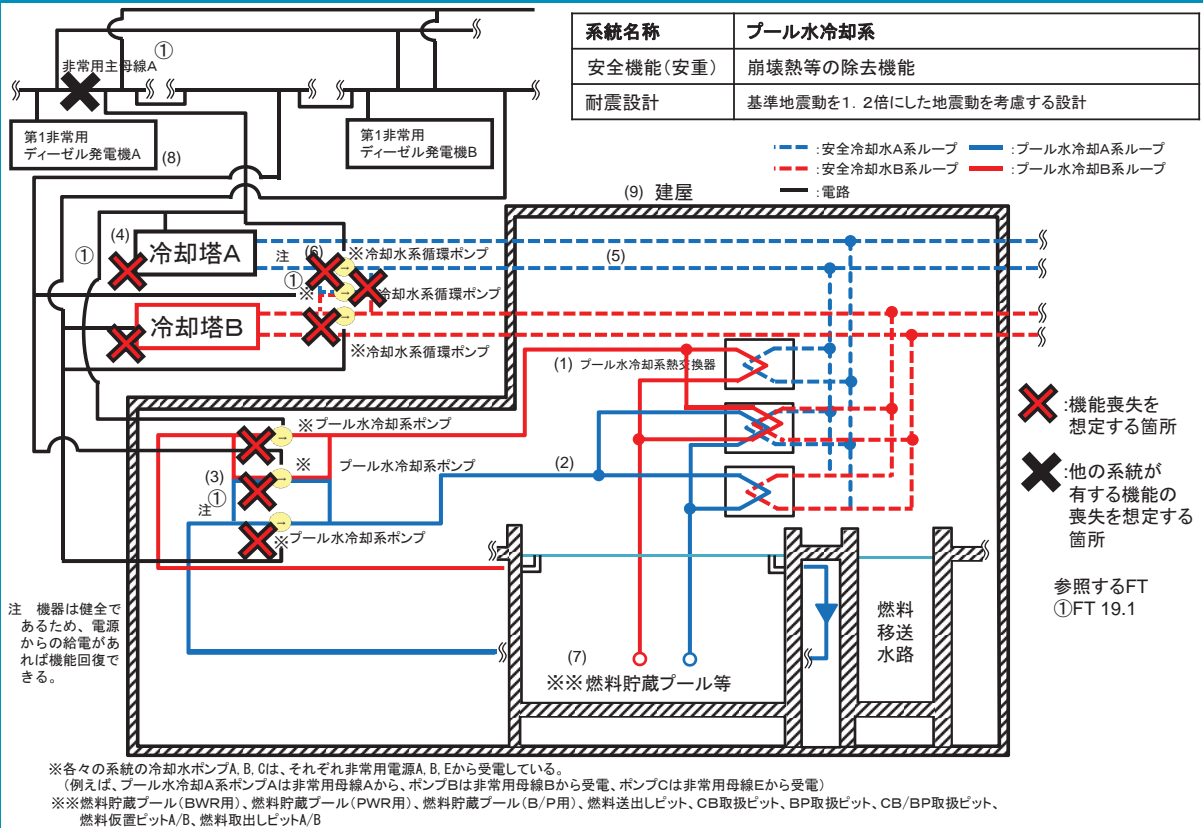 系統名称 プール水冷却系
安全機能(安重) 崩壊熱等の除去機能
耐震設計 基準地震動を1.2倍にした地震動を考慮する設計
①
非常用主母線A
第1非常用
ディーゼル発電機A
(8)
第1非常用
ディーゼル発電機B
:安全冷却水A系ループ
:プール水冷却A系ループ
:安全冷却水B系ループ
:プール水冷却B系ループ
:電路
(9) 建屋
(4)
①
冷却塔A
注
(6)
※冷却水系循環ポンプ
(5)
①
※
冷却水系循環ポンプ
冷却塔B
※冷却水系循環ポンプ
(1) プール水冷却系熱交換器
※プール水冷却系ポンプ
(2)
※
プール水冷却系ポンプ
(3)
①
注
※プール水冷却系ポンプ
:機能喪失を
想定する箇所
:他の系統が
有する機能の
喪失を想定する
箇所
参照するFT
①FT 19.1
注 機器は健全で
あるため、電源
からの給電があ
れば機能回復で
きる。
燃料
移送
水路
(7)
※※燃料貯蔵プール等
※各々の系統の冷却水ポンプA,B,Cは、それぞれ非常用電源A,B,Eから受電している。
(例えば、プール水冷却A系ポンプAは非常用母線Aから、ポンプBは非常用母線Bから受電、ポンプCは非常用母線Eから受電)
※※燃料貯蔵プール(BWR用)、燃料貯蔵プール(PWR用)、燃料貯蔵プール(B/P用)、燃料送出しピット、CB取扱ピット、BP取扱ピット、CB/BP取扱ピット、
燃料仮置ピットA/B、燃料取出しピットA/B